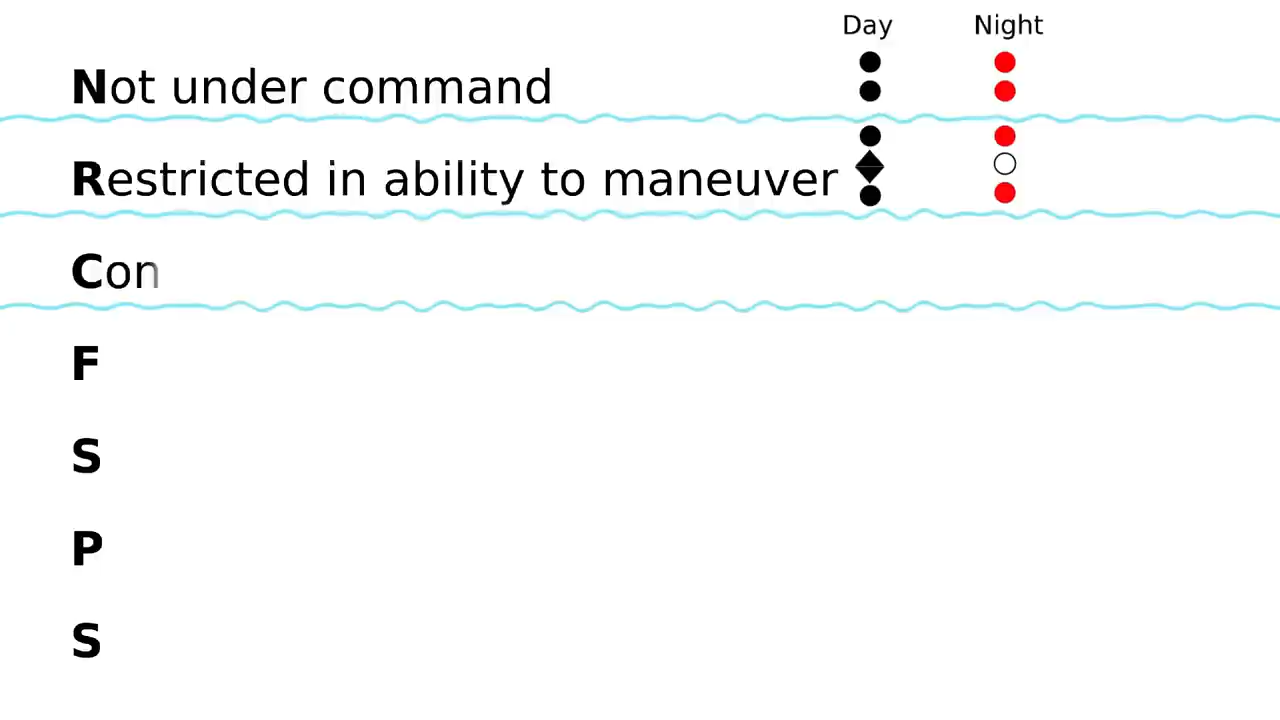 Day Night
Not under command
Restricted in ability to maneuver
Con
F
S
P
S